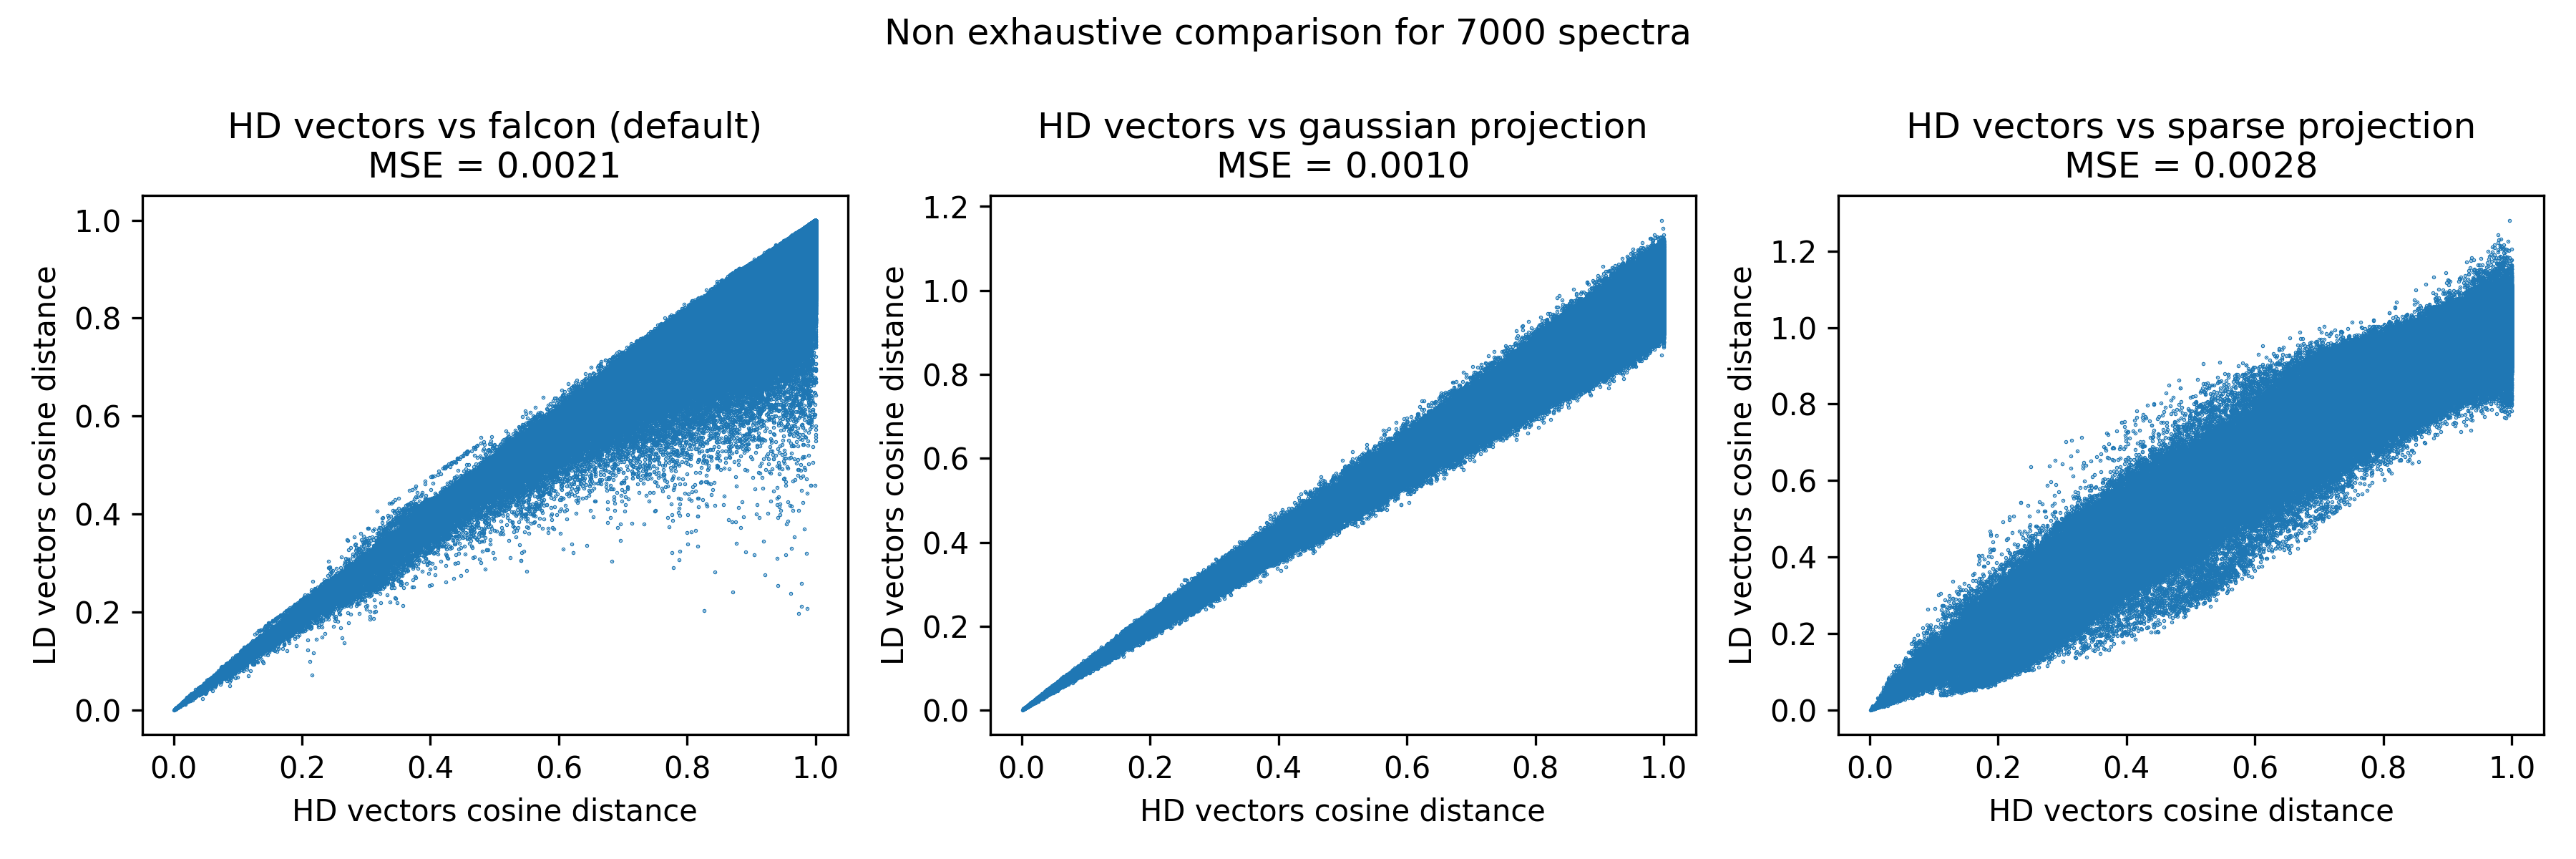 Non exhaustive comparison for 7000 spectra
HD vectors vs falcon (default)
MSE = 0.0021
1.0
0.8
0.6
0.4
0.2
0.0
LD vectors cosine distance
0.0 0.2 0.4 0.6 0.8 1.0
HD vectors cosine distance
HD vectors vs gaussian projection
MSE = 0.0010
1.2
1.0
0.8
0.6
0.4
0.2
0.0
LD vectors cosine distance
0.0 0.2 0.4 0.6 0.8 1.0
HD vectors cosine distance
HD vectors vs sparse projection
MSE = 0.0028
1.2
1.0
0.8
0.6
0.4
0.2
0.0
LD vectors cosine distance
0.0 0.2 0.4 0.6 0.8 1.0
HD vectors cosine distance